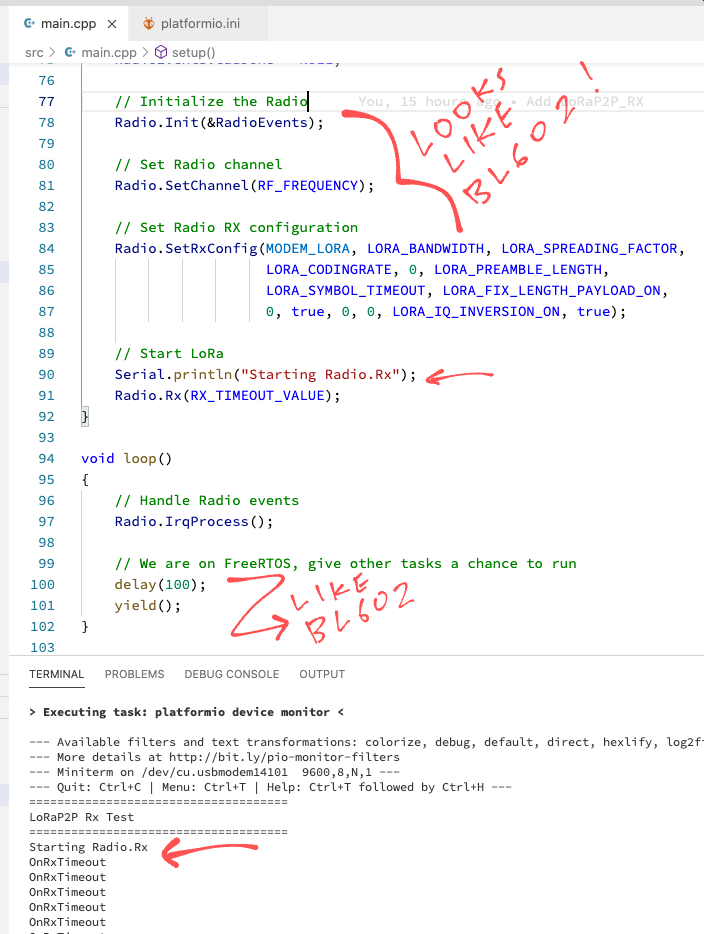 main.cpp × platformio.ini
src > main.cpp > setup()
76
77 // Initialize the Radio You, 15 hours ago • Add LoRaP2P_RX
78 Radio.Init(&RadioEvents);
79
80 // Set Radio channel
81 Radio.SetChannel(RF_FREQUENCY);
82
83 // Set Radio RX configuration
84 Radio.SetRxConfig(MODEM_LORA, LORA_BANDWIDTH, LORA_SPREADING_FACTOR,
85 LORA_CODINGRATE, 0, LORA_PREAMBLE_LENGTH,
86 LORA_SYMBOL_TIMEOUT, LORA_FIX_LENGTH_PAYLOAD_ON,
87 0, true, 0, 0, LORA_IQ_INVERSION_ON, true);
88
89 // Start LoRa
90 Serial.println("Starting Radio.Rx");
91 Radio.Rx(RX_TIMEOUT_VALUE);
92 }
93
94 void loop()
95 {
96 // Handle Radio events
97 Radio.IrqProcess();
98
99 // We are on FreeRTOS, give other tasks a chance to run
100 delay(100);
101 yield();
102 }
103
LOOKS
LIKE
BL602!
LIKE
BL602
TERMINAL PROBLEMS DEBUG CONSOLE OUTPUT
> Executing task: platformio device monitor <
--- Available filters and text transformations: colorize, debug, default, direct, hexlify, log2f
--- More details at http://bit.ly/pio-monitor-filters
--- Miniterm on /dev/cu.usbmodem14101 9600,8,N,1 ---
--- Quit: Ctrl+C | Menu: Ctrl+T | Help: Ctrl+T followed by Ctrl+H ---
=====================================
LoRaP2P Rx Test
=====================================
Starting Radio.Rx
OnRxTimeout
OnRxTimeout
OnRxTimeout
OnRxTimeout
OnRxTimeout